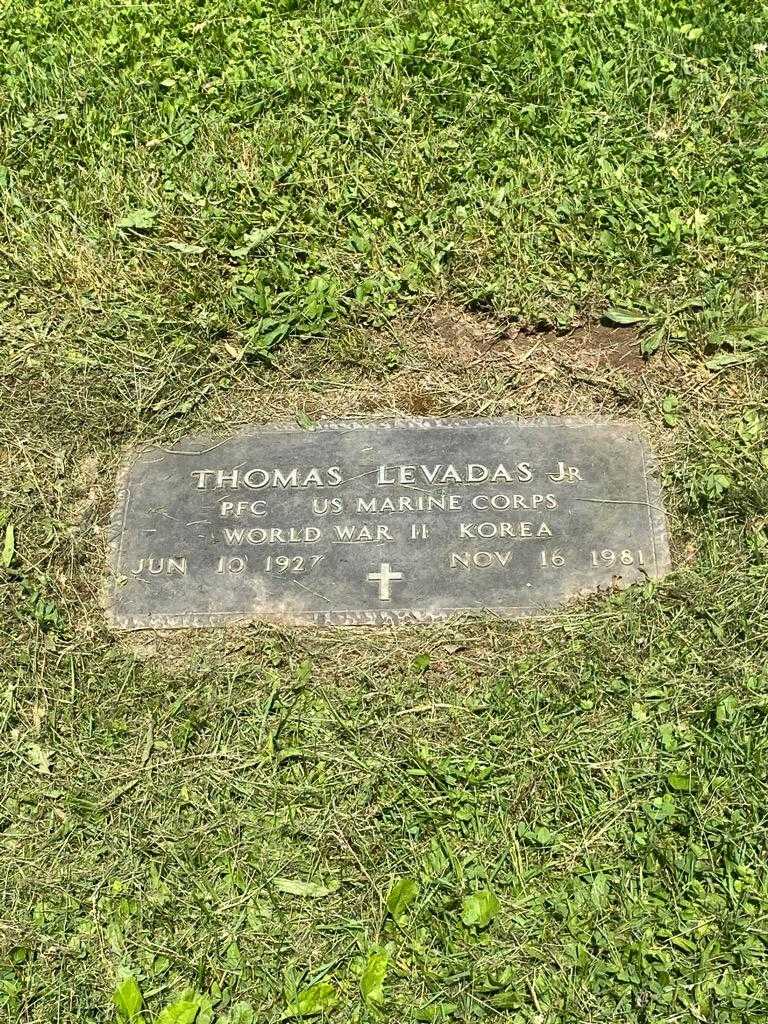 THOMAS LEVADAS JR
PFC US MARINE CORPS
WORLD WAR II KOREA
JUN 10 1927 NOV 16 1981